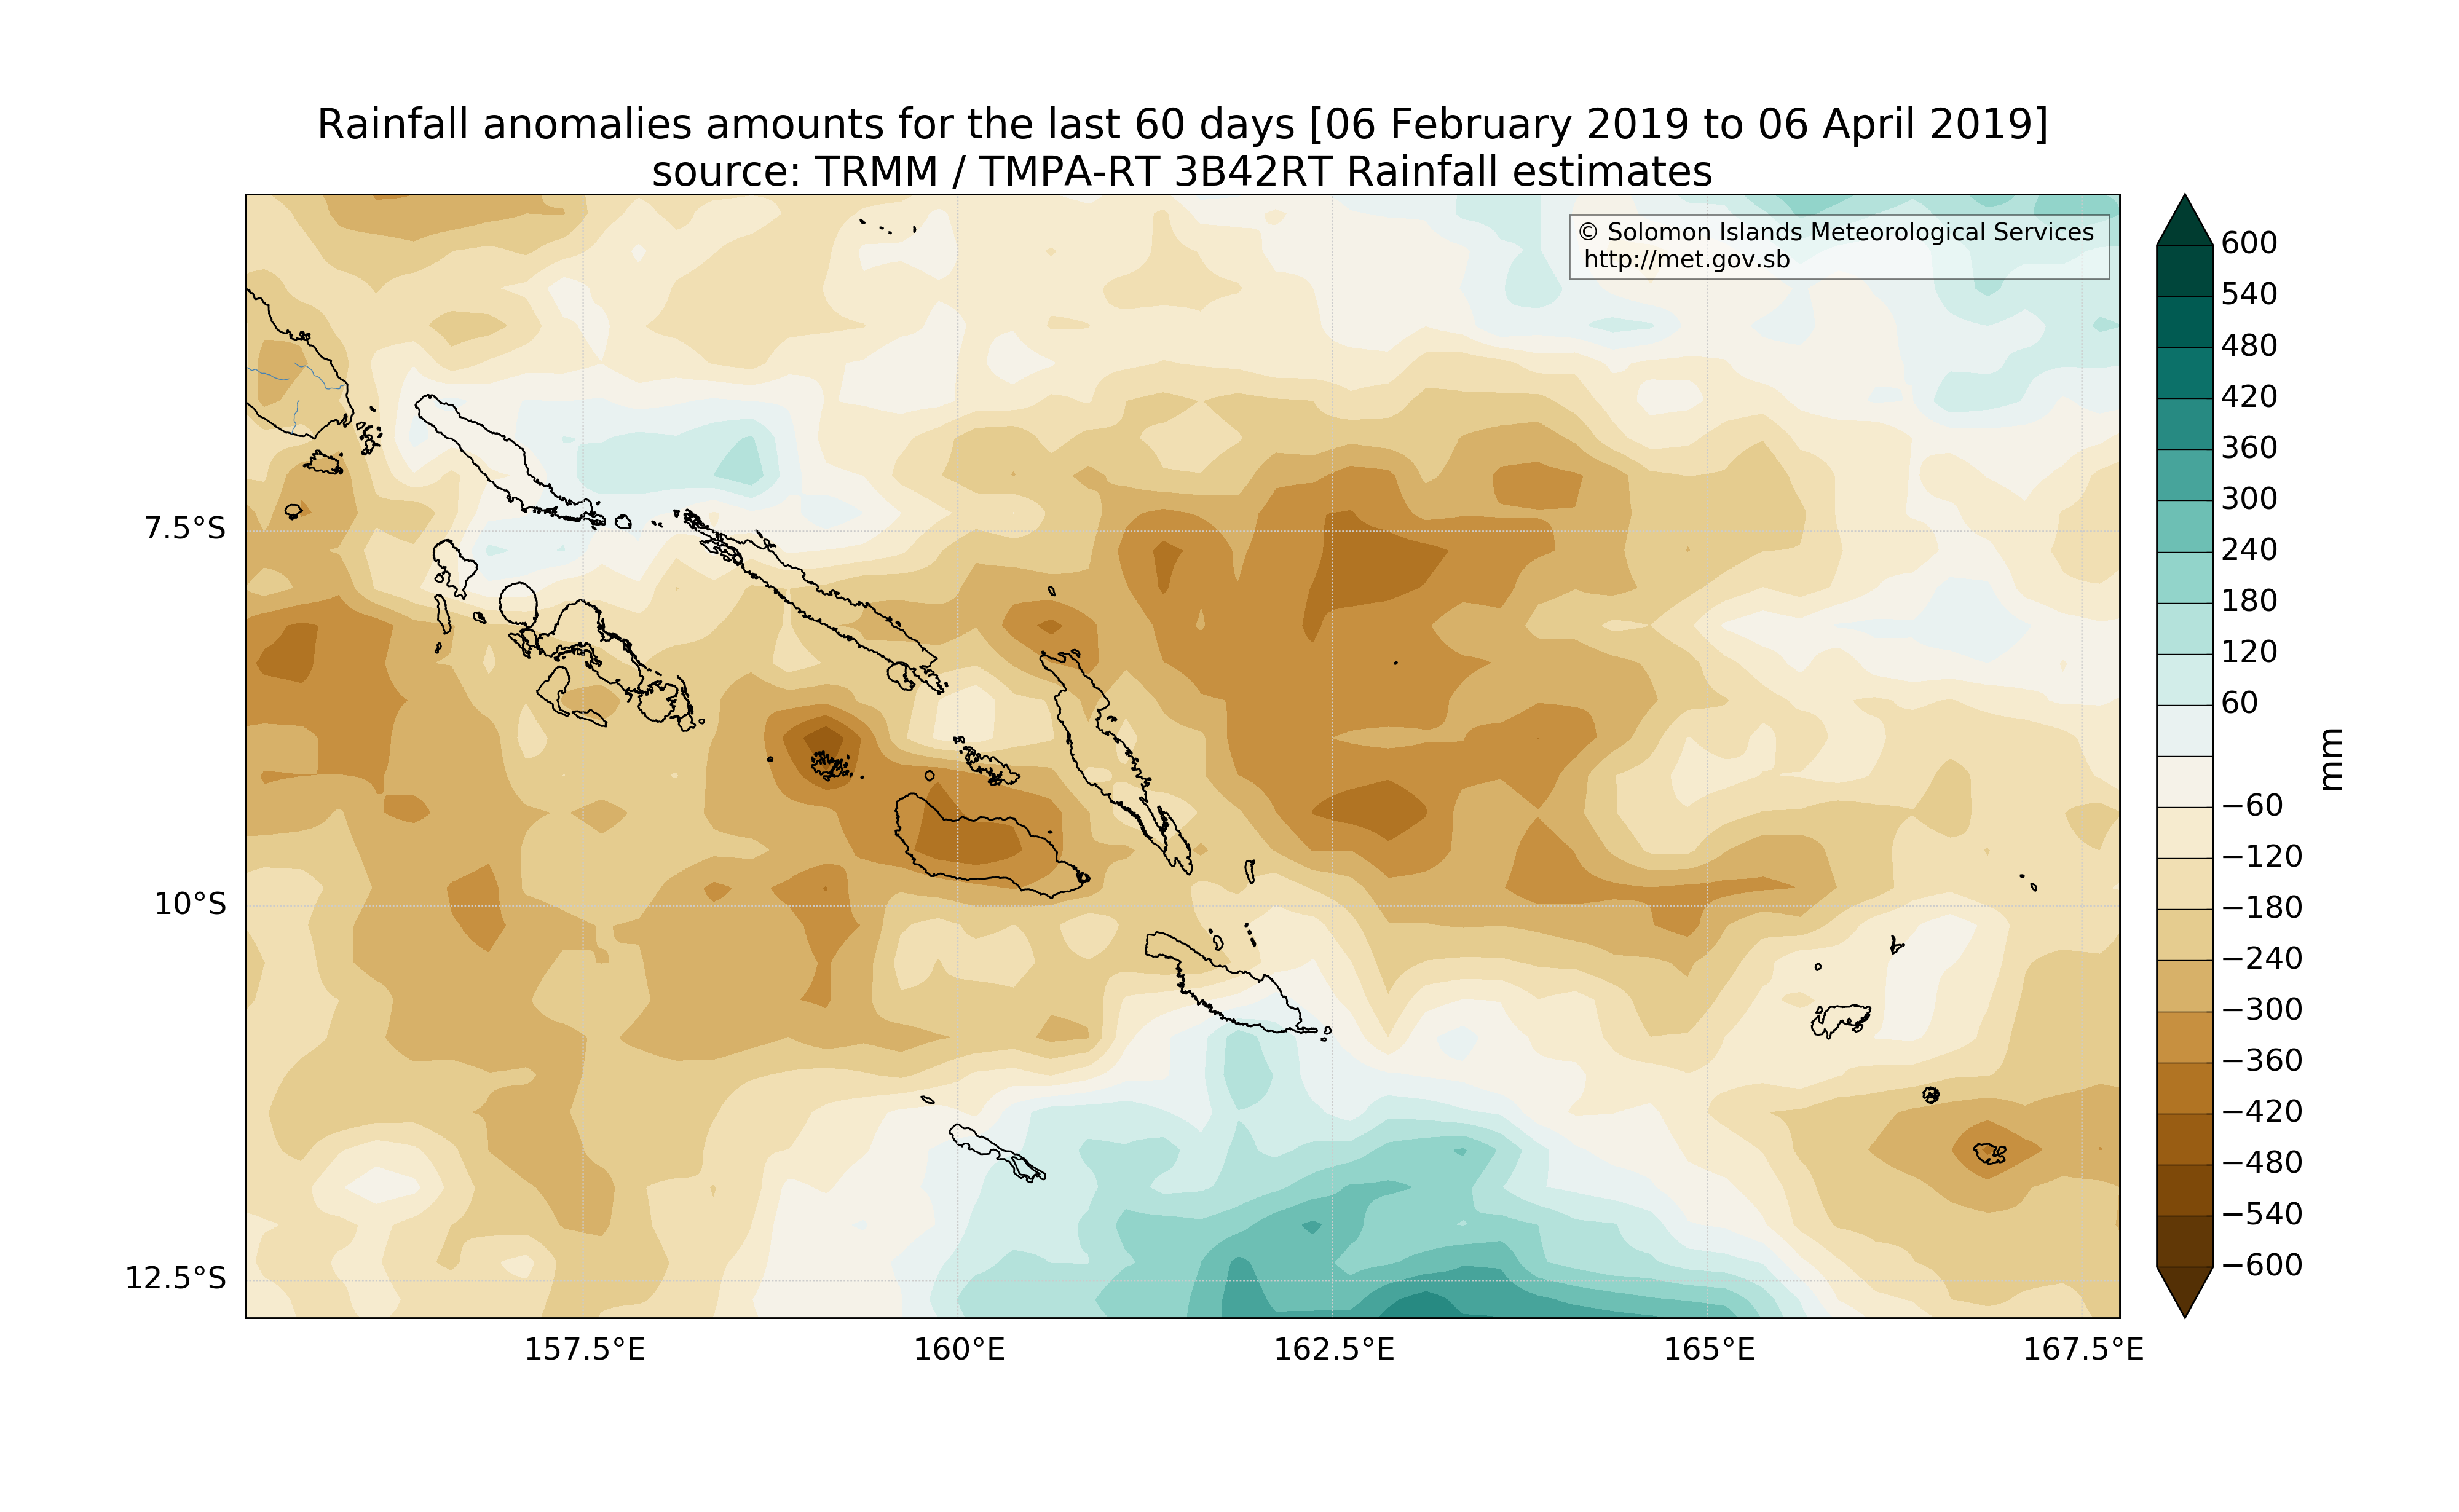 Rainfall anomalies amounts for the last 60 days [06 February 2019 to 06 April 2019]
source: TRMM / TMPA-RT 3B42RT Rainfall estimates
© Solomon Islands Meteorological Services
http://met.gov.sb
7.5°S
10°S
12.5°S
157.5°E
160°E
162.5°E
165°E
167.5°E
600
540
480
420
360
300
240
180
120
60
−60
−120
−180
−240
−300
−360
−420
−480
−540
−600
mm